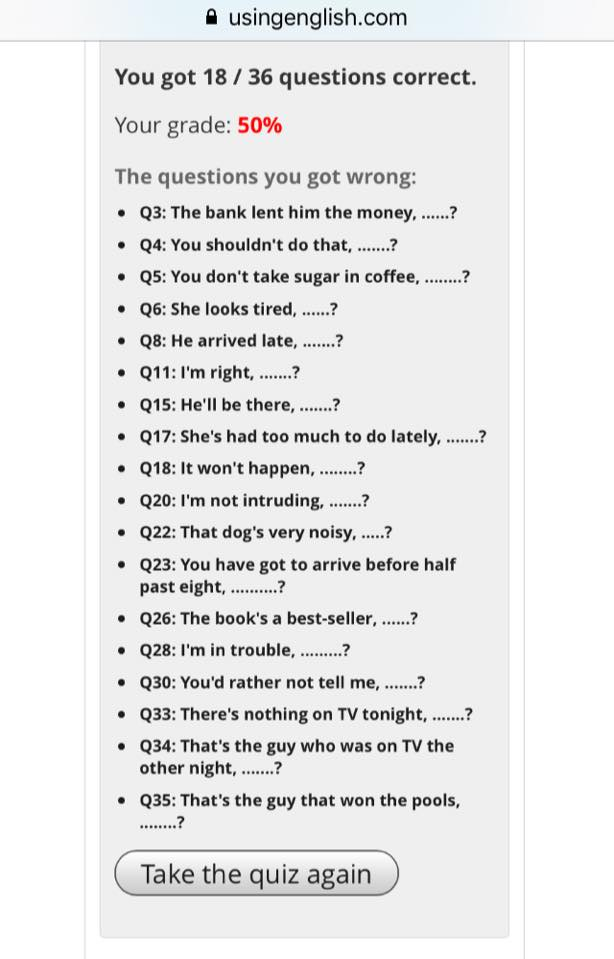 usingenglish.com
You got 18 / 36 questions correct.
Your grade: 50%
The questions you got wrong:
• Q3: The bank lent him the money, ......?
• Q4: You shouldn't do that, .......?
• Q5: You don't take sugar in coffee, ........?
• Q6: She looks tired, ......?
• Q8: He arrived late, .......?
• Q11: I'm right, .......?
• Q15: He'll be there, .......?
• Q17: She's had too much to do lately, .......?
• Q18: It won't happen, ........?
• Q20: I'm not intruding, .......?
• Q22: That dog's very noisy, .....?
• Q23: You have got to arrive before half
past eight, ..........?
• Q26: The book's a best-seller, ......?
• Q28: I'm in trouble, .........?
• Q30: You'd rather not tell me, .......?
• Q33: There's nothing on TV tonight, .......?
• Q34: That's the guy who was on TV the
other night, .......?
• Q35: That's the guy that won the pools,
........?
Take the quiz again